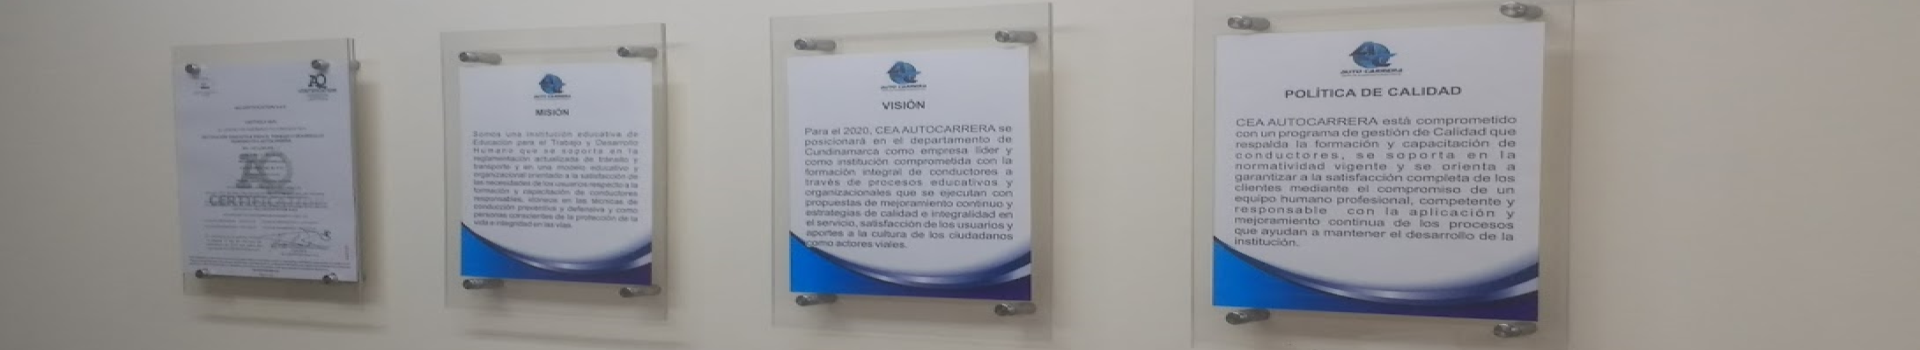 AQ
CERTIFICATION
AQ
AUTO CARRERA
MISIÓN
Somos una institución educativa de
Educación para el Trabajo y Desarrollo
Humano que se soporta en la
reglamentación actualizada de tránsito y
transporte y en una modelo educativo y
organizacional orientado a la satisfacción de
las necesidades de los usuarios respecto a la
formación y capacitación de conductores
responsables, idóneos en las técnicas de
conducción preventiva y defensiva y como
personas conscientes de la protección de la
vida e integridad en las vías.
AUTO CARRERA
VISIÓN
Para el 2020, CEA AUTOCARRERA se
posicionará en el departamento de
Cundinamarca como empresa líder y
como institución comprometida con la
formación integral de conductores a
través de procesos educativos y
organizacionales que se ejecutan con
propuestas de mejoramiento continuo y
estrategias de calidad e integralidad en
el servicio, satisfacción de los usuarios y
aportes a la cultura de los ciudadanos
como actores viales.
AUTO CARRERA
POLÍTICA DE CALIDAD
CEA AUTOCARRERA está comprometido
con un programa de gestión de Calidad que
respalda la formación y capacitación de
conductores, se soporta en la
normatividad vigente y se orienta a
garantizar a la satisfacción completa de los
clientes mediante el compromiso de un
equipo humano profesional, competente y
responsable con la aplicación y
mejoramiento continua de los procesos
que ayudan a mantener el desarrollo de la
institución.